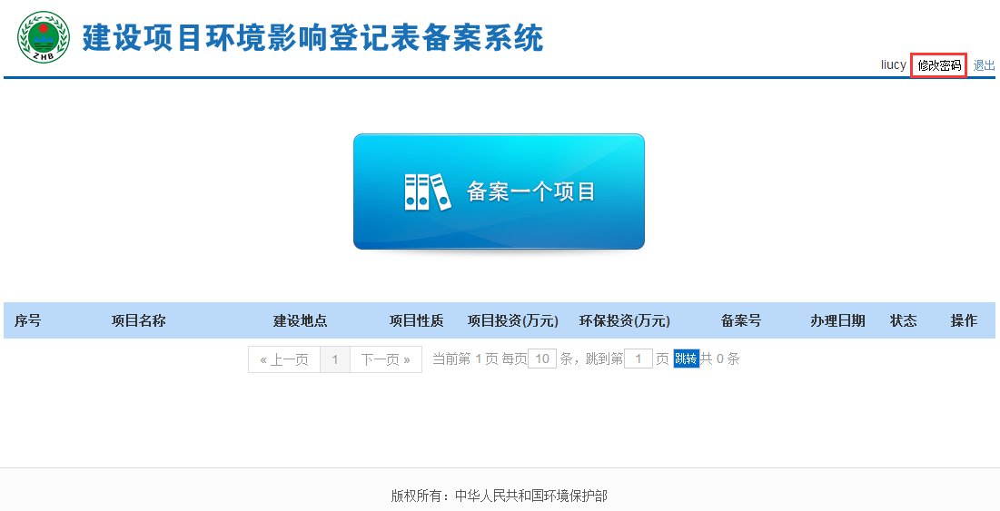 ZHB
建设项目环境影响登记表备案系统
liucy 修改密码 退出
备案一个项目
序号 项目名称 建设地点 项目性质 项目投资(万元) 环保投资(万元) 备案号 办理日期 状态 操作
« 上一页 1 下一页 » 当前第 1 页 每页 10 条，跳到第 1 页 跳转 共 0 条
版权所有：中华人民共和国环境保护部